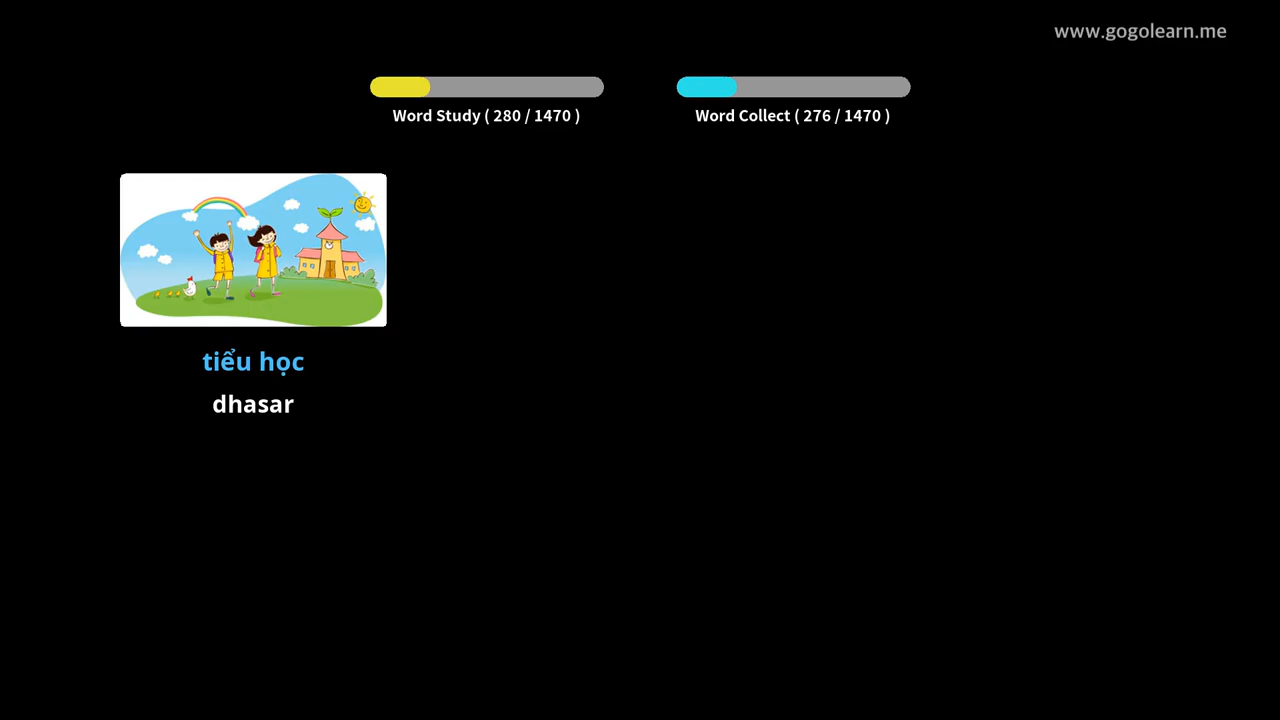 www.gogolearn.me
Word Study ( 280 / 1470 )
Word Collect ( 276 / 1470 )
tiểu học
dhasar